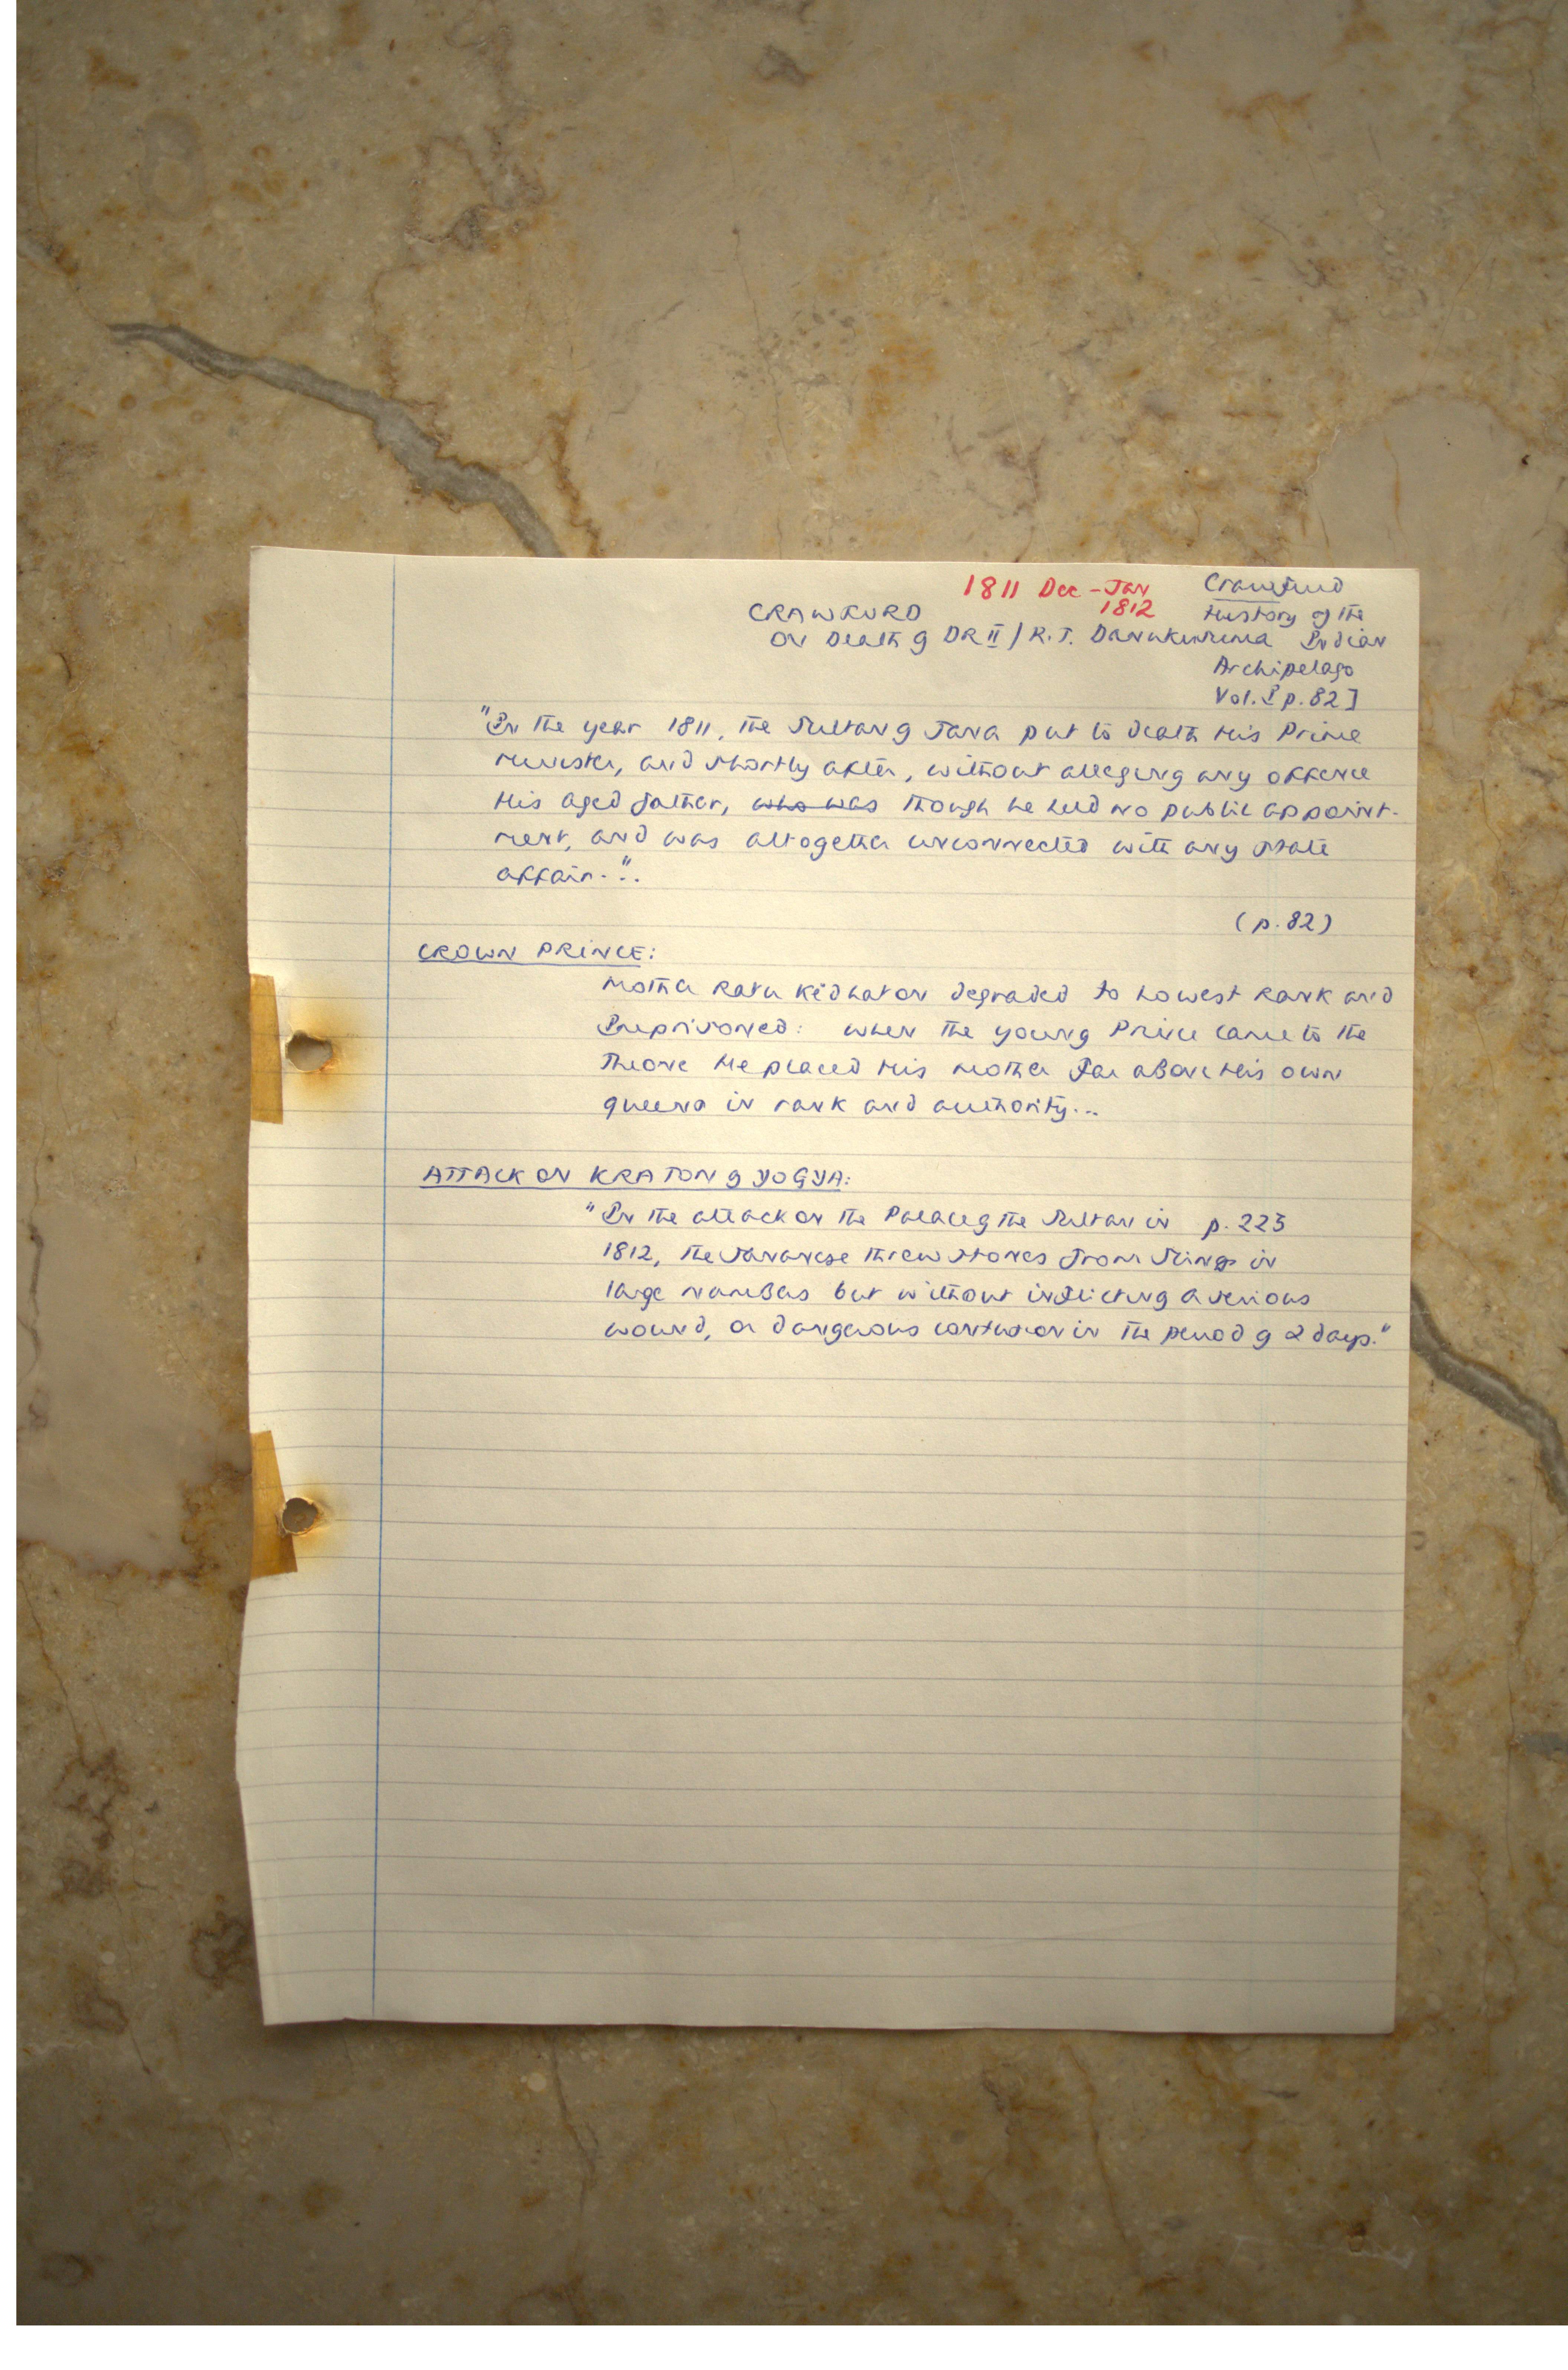 1811 Dec - Jan
1812
Crawfurd
History of the
Indian
Archipelago
Vol. I p. 82]
CRAWFURD
on Death of DR II / R.T. Danukusuma
"In the year 1811, the Sultan of Java put to death His Prime
Minister, and shortly after, without alleging any offence
His aged father, who was though he held no public appoint-
ment, and was altogether unconnected with any state
affair."..
(p. 82)
CROWN PRINCE:
Mother Ratu Kedhaton degraded to Lowest Rank and
Imprisoned: when the young Prince came to the
Throne He placed His mother Far above His own
queens in rank and authority...
ATTACK ON KRATON of YOGYA:
"In the attack on the Palace of the Sultan in p. 223
1812, the Javanese threw stones from slings in
large numbers but without inflicting a serious
wound, or dangerous contusion in the period of 2 days."